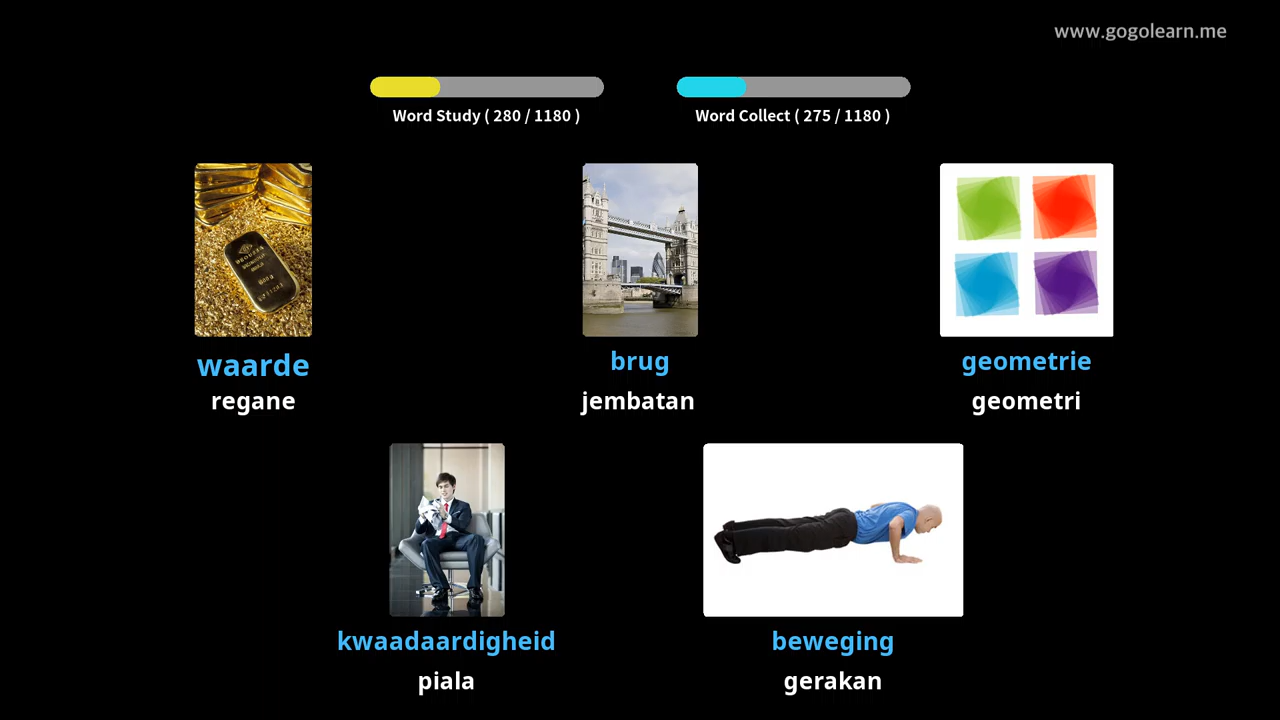 www.gogolearn.me
Word Study ( 280 / 1180 )
Word Collect ( 275 / 1180 )
waarde
brug
geometrie
regane
jembatan
geometri
kwaadaardigheid
beweging
piala
gerakan